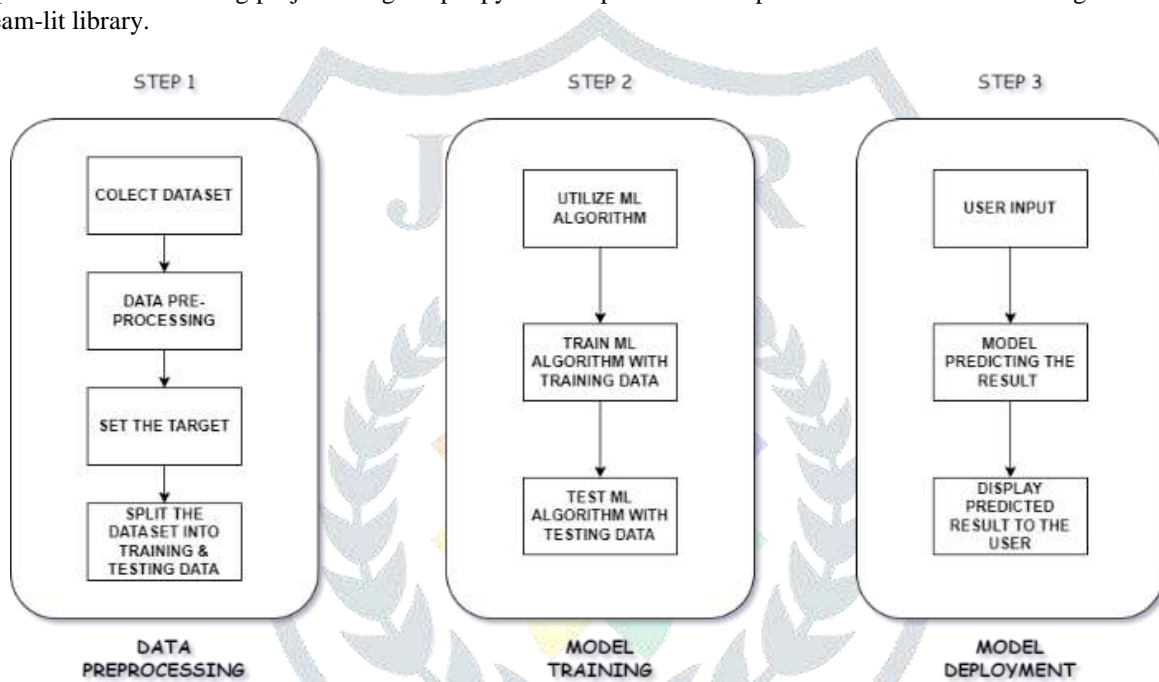 eam-lit library.
STEP 1
COLECT DATASET
DATA PRE-
PROCESSING
SET THE TARGET
SPLIT THE
DATASET INTO
TRAINING &
TESTING DATA
DATA
PREPROCESSING
STEP 2
UTILIZE ML
ALGORITHM
TRAIN ML
ALGORITHM WITH
TRAINING DATA
TEST ML
ALGORITHM WITH
TESTING DATA
MODEL
TRAINING
STEP 3
USER INPUT
MODEL
PREDICTING THE
RESULT
DISPLAY
PREDICTED
RESULT TO THE
USER
MODEL
DEPLOYMENT